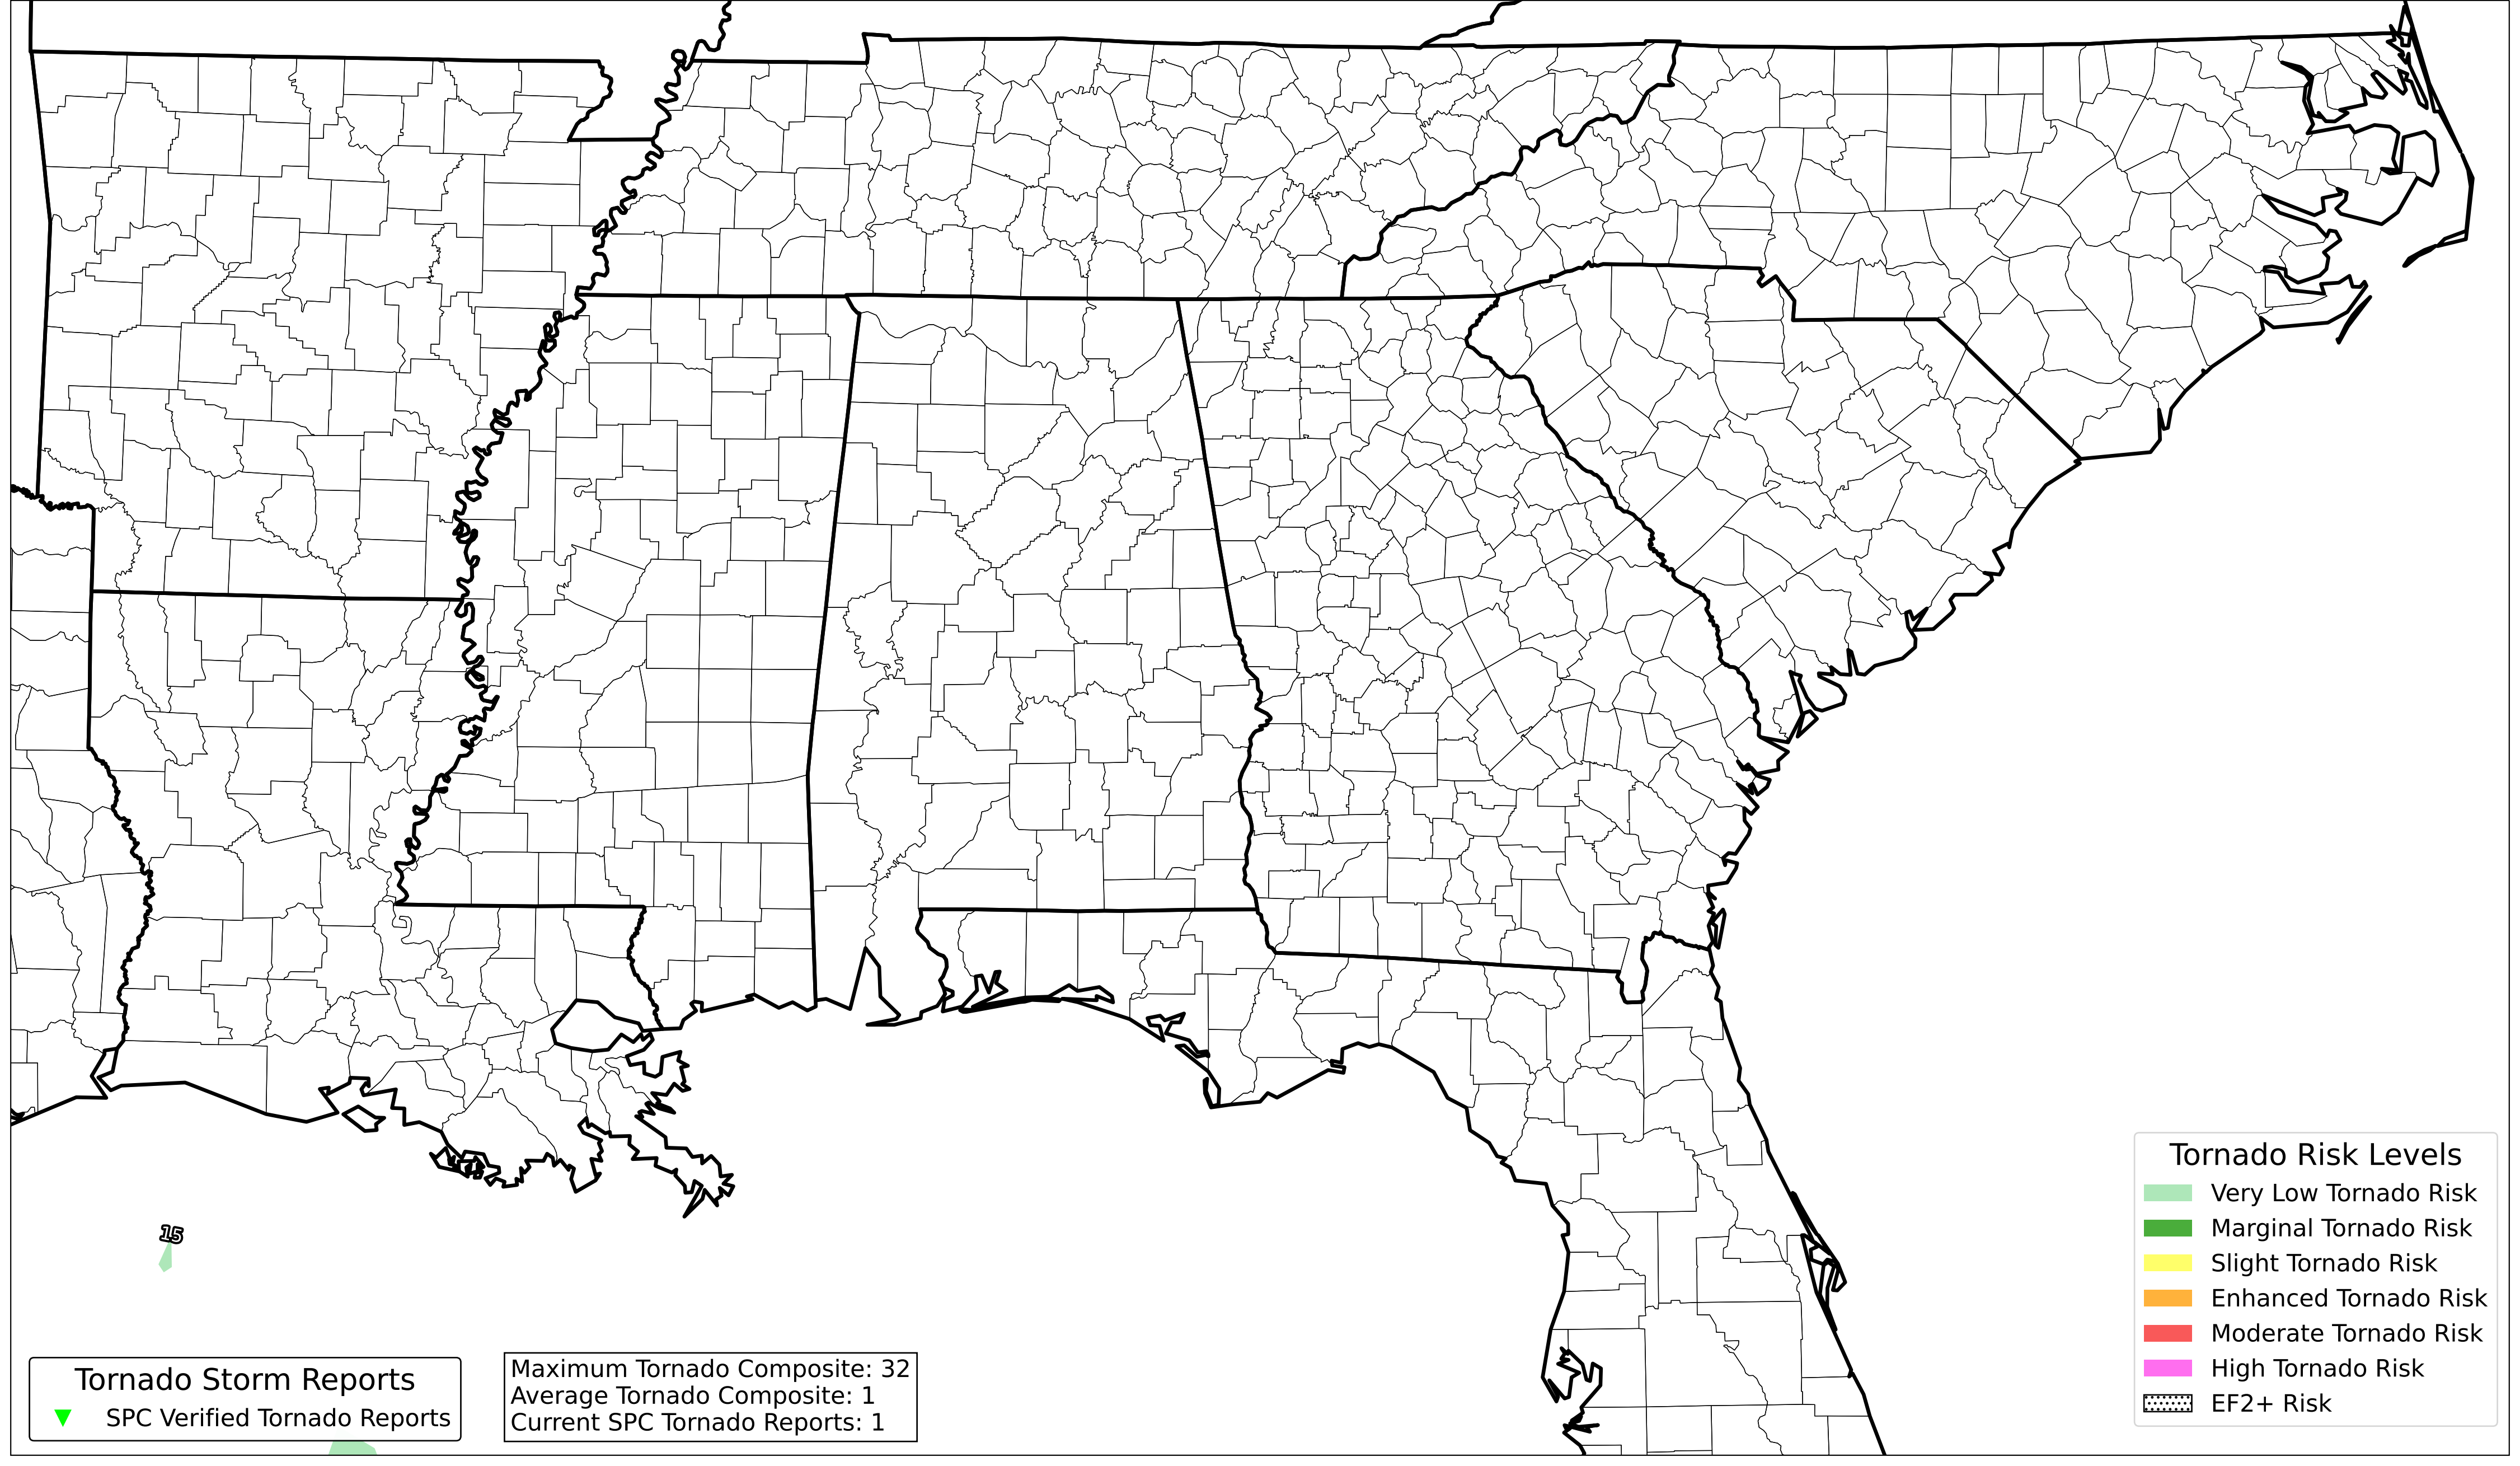 15
Tornado Storm Reports
SPC Verified Tornado Reports
Maximum Tornado Composite: 32
Average Tornado Composite: 1
Current SPC Tornado Reports: 1
Tornado Risk Levels
Very Low Tornado Risk
Marginal Tornado Risk
Slight Tornado Risk
Enhanced Tornado Risk
Moderate Tornado Risk
High Tornado Risk
EF2+ Risk